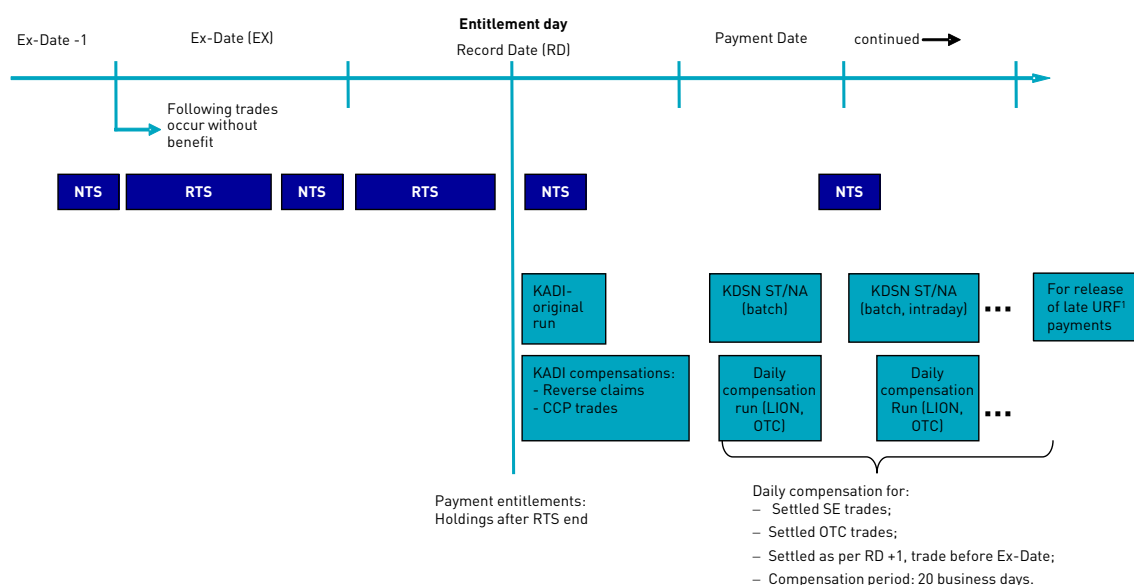 Entitlement day
Ex-Date -1
Ex-Date (EX)
Record Date (RD)
Payment Date
continued
Following trades
occur without
benefit
NTS
RTS
NTS
RTS
NTS
NTS
KADI-
original
run
KDSN ST/NA
(batch)
KDSN ST/NA
(batch, intraday)
...
For release
of late URF¹
payments
KADI compensations:
- Reverse claims
- CCP trades
Daily
compensation
run (LION,
OTC)
Daily
compensation
Run (LION,
OTC)
...
Payment entitlements:
Holdings after RTS end
Daily compensation for:
– Settled SE trades;
– Settled OTC trades;
– Settled as per RD +1, trade before Ex-Date;
– Compensation period: 20 business days.